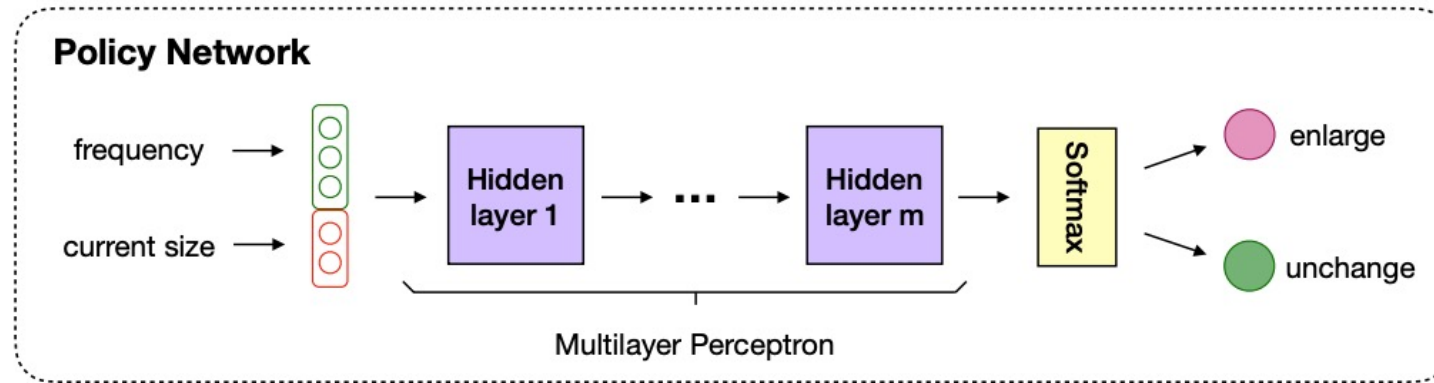 Policy Network
frequency
current size
Hidden
layer 1
...
Hidden
layer m
Softmax
enlarge
unchange
Multilayer Perceptron